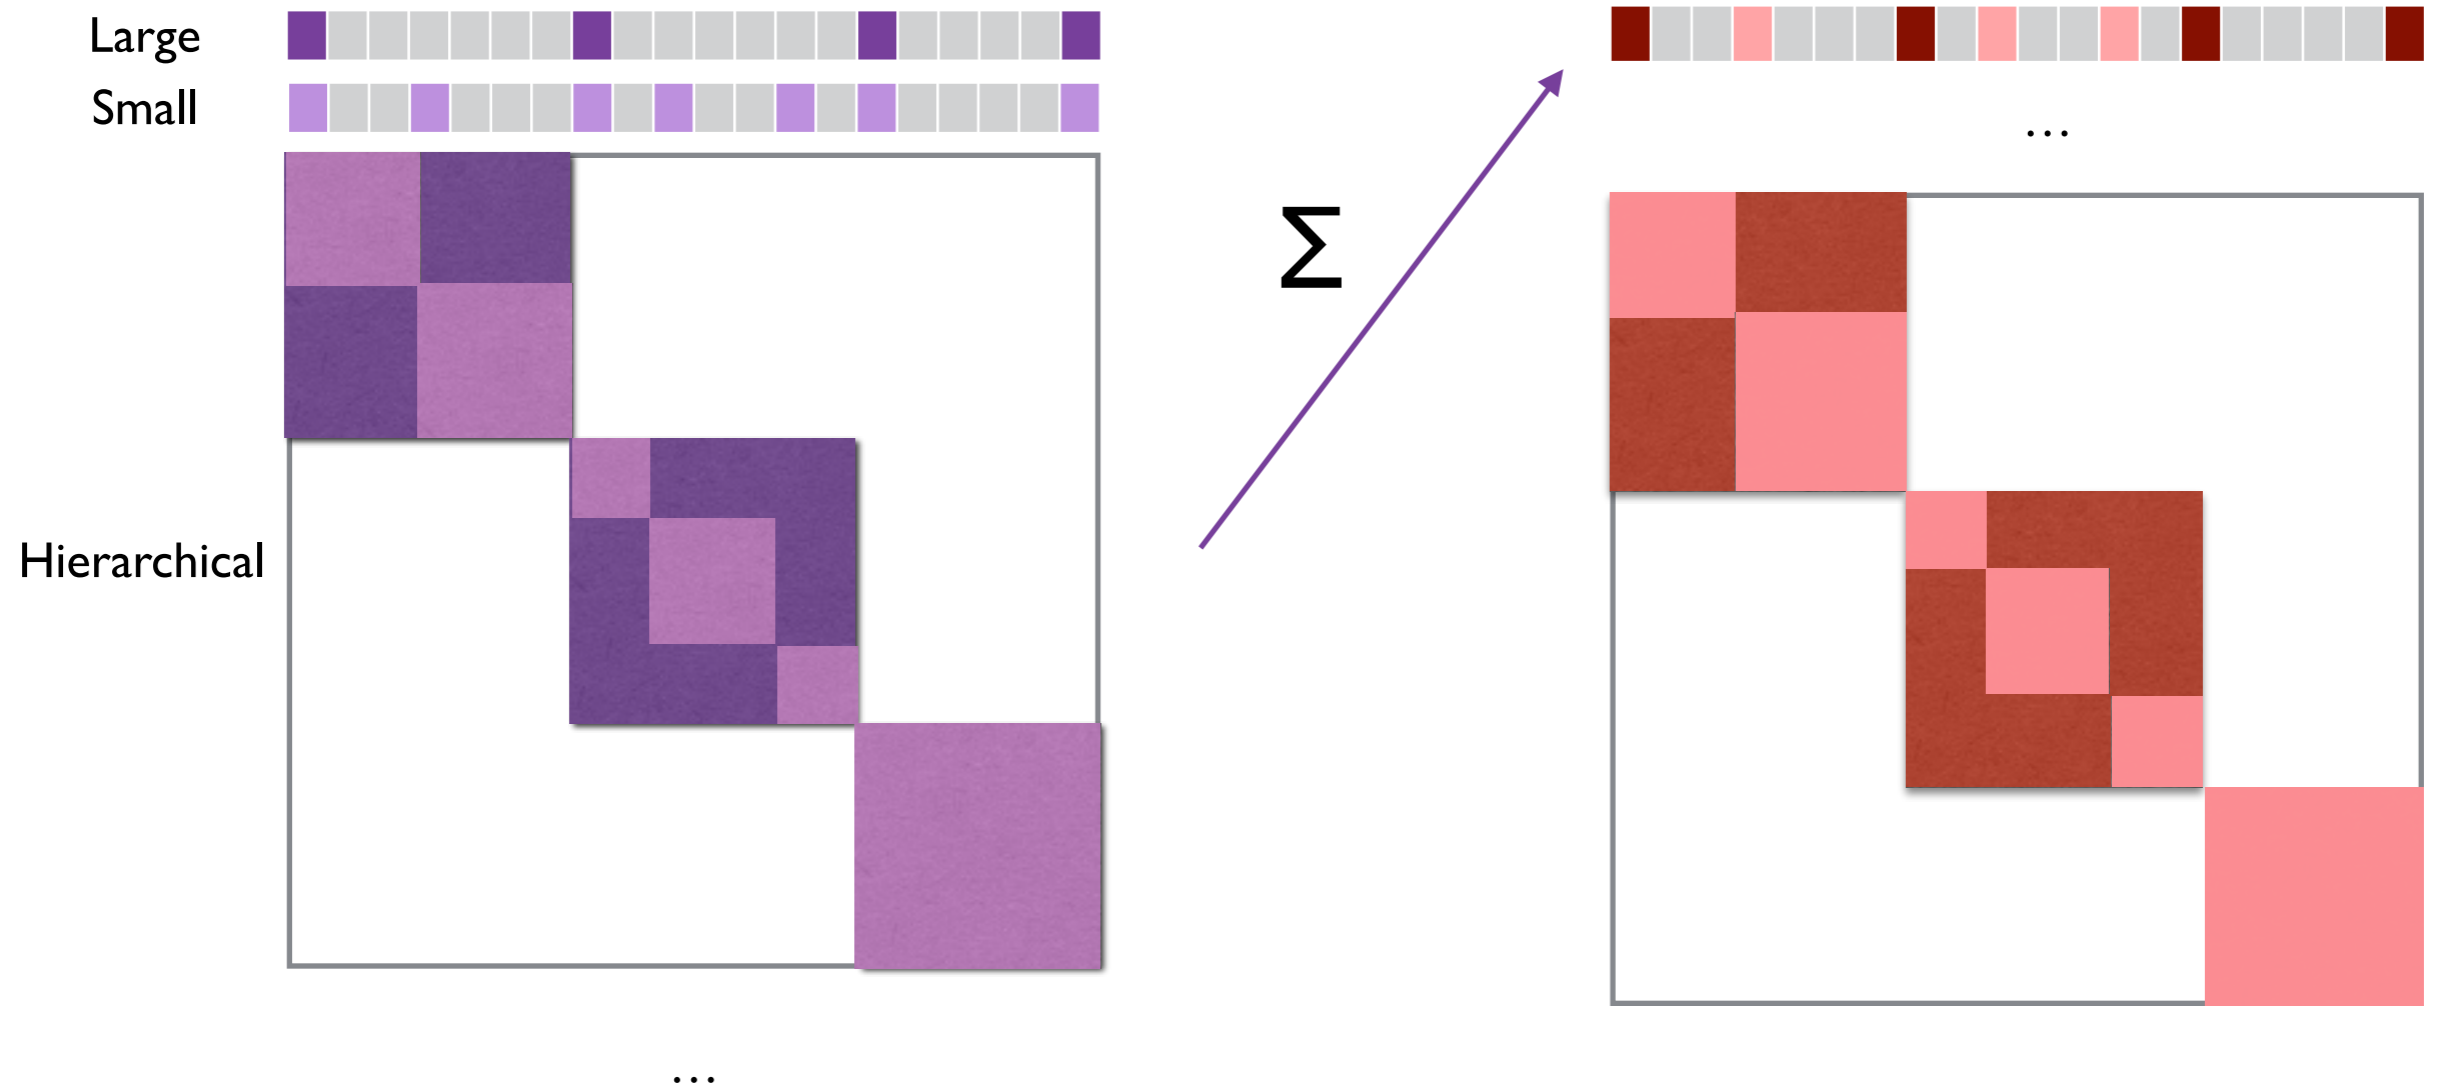 Large
Small
...
Σ
Hierarchical
...